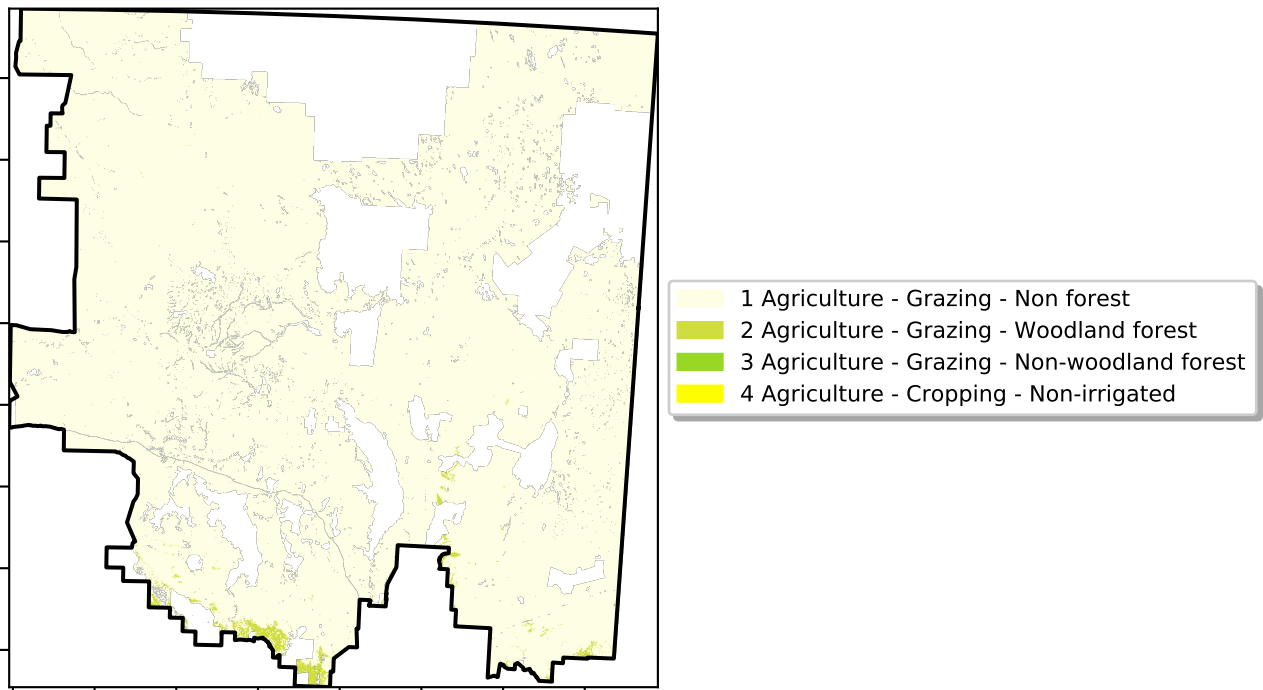 1 Agriculture - Grazing - Non forest
2 Agriculture - Grazing - Woodland forest
3 Agriculture - Grazing - Non-woodland forest
4 Agriculture - Cropping - Non-irrigated